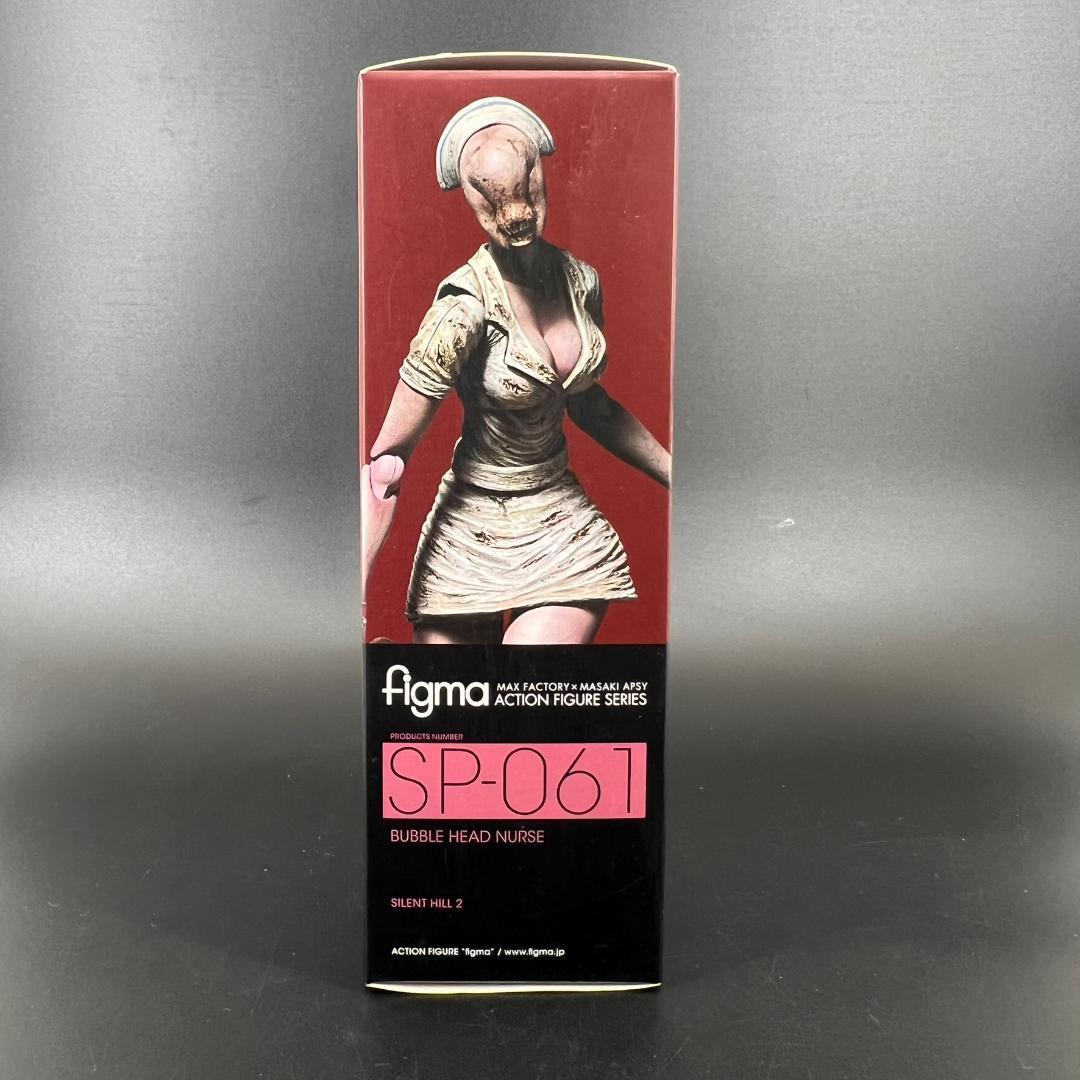 figma MAX FACTORY × MASAKI APSY
ACTION FIGURE SERIES
PRODUCTS NUMBER
SP-061
BUBBLE HEAD NURSE
SILENT HILL 2
ACTION FIGURE "figma" / www.figma.jp